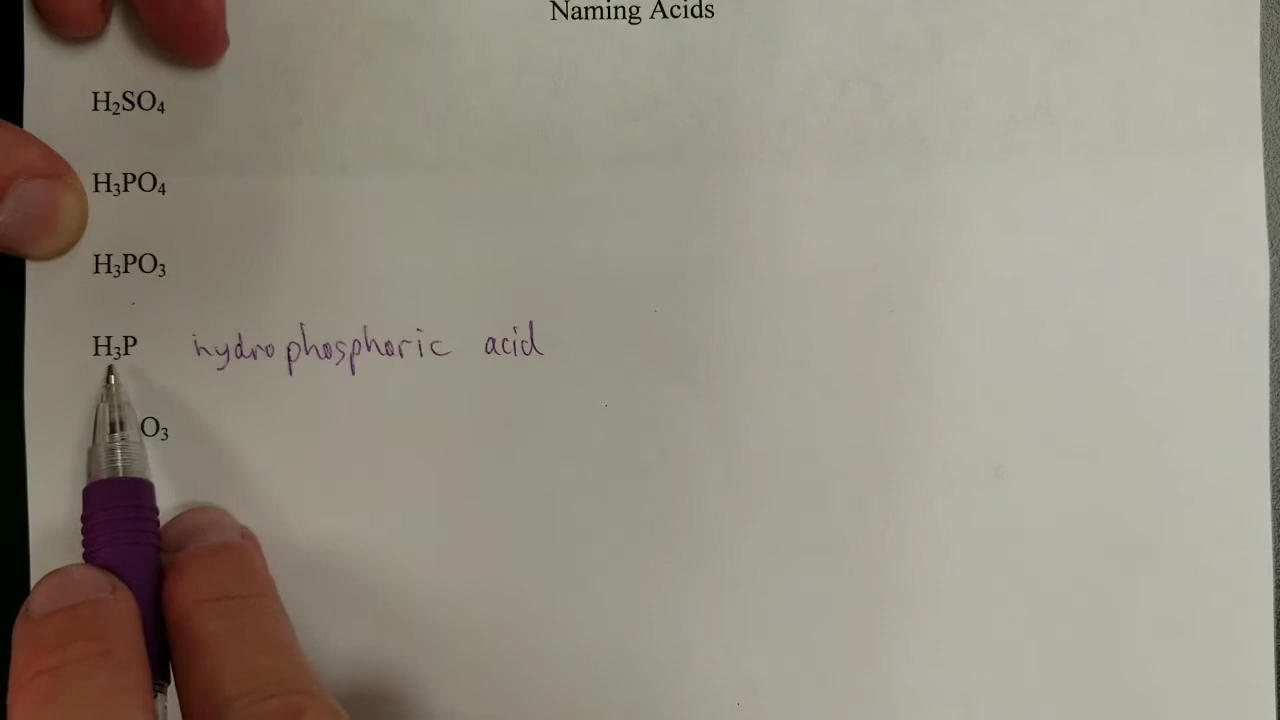 Naming Acids
H₂SO₄
H₃PO₄
H₃PO₃
H₃P hydrophosphoric acid
O₃